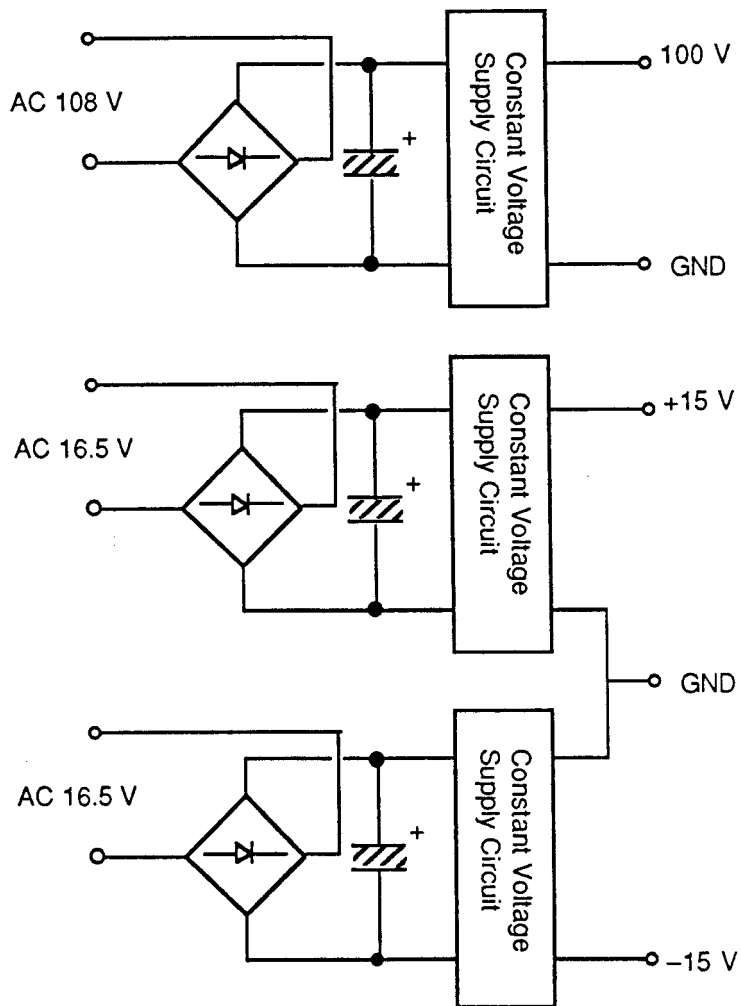 100 V
AC 108 V
+
Constant Voltage
Supply Circuit
GND
+15 V
AC 16.5 V
+
Constant Voltage
Supply Circuit
GND
AC 16.5 V
+
Constant Voltage
Supply Circuit
−15 V